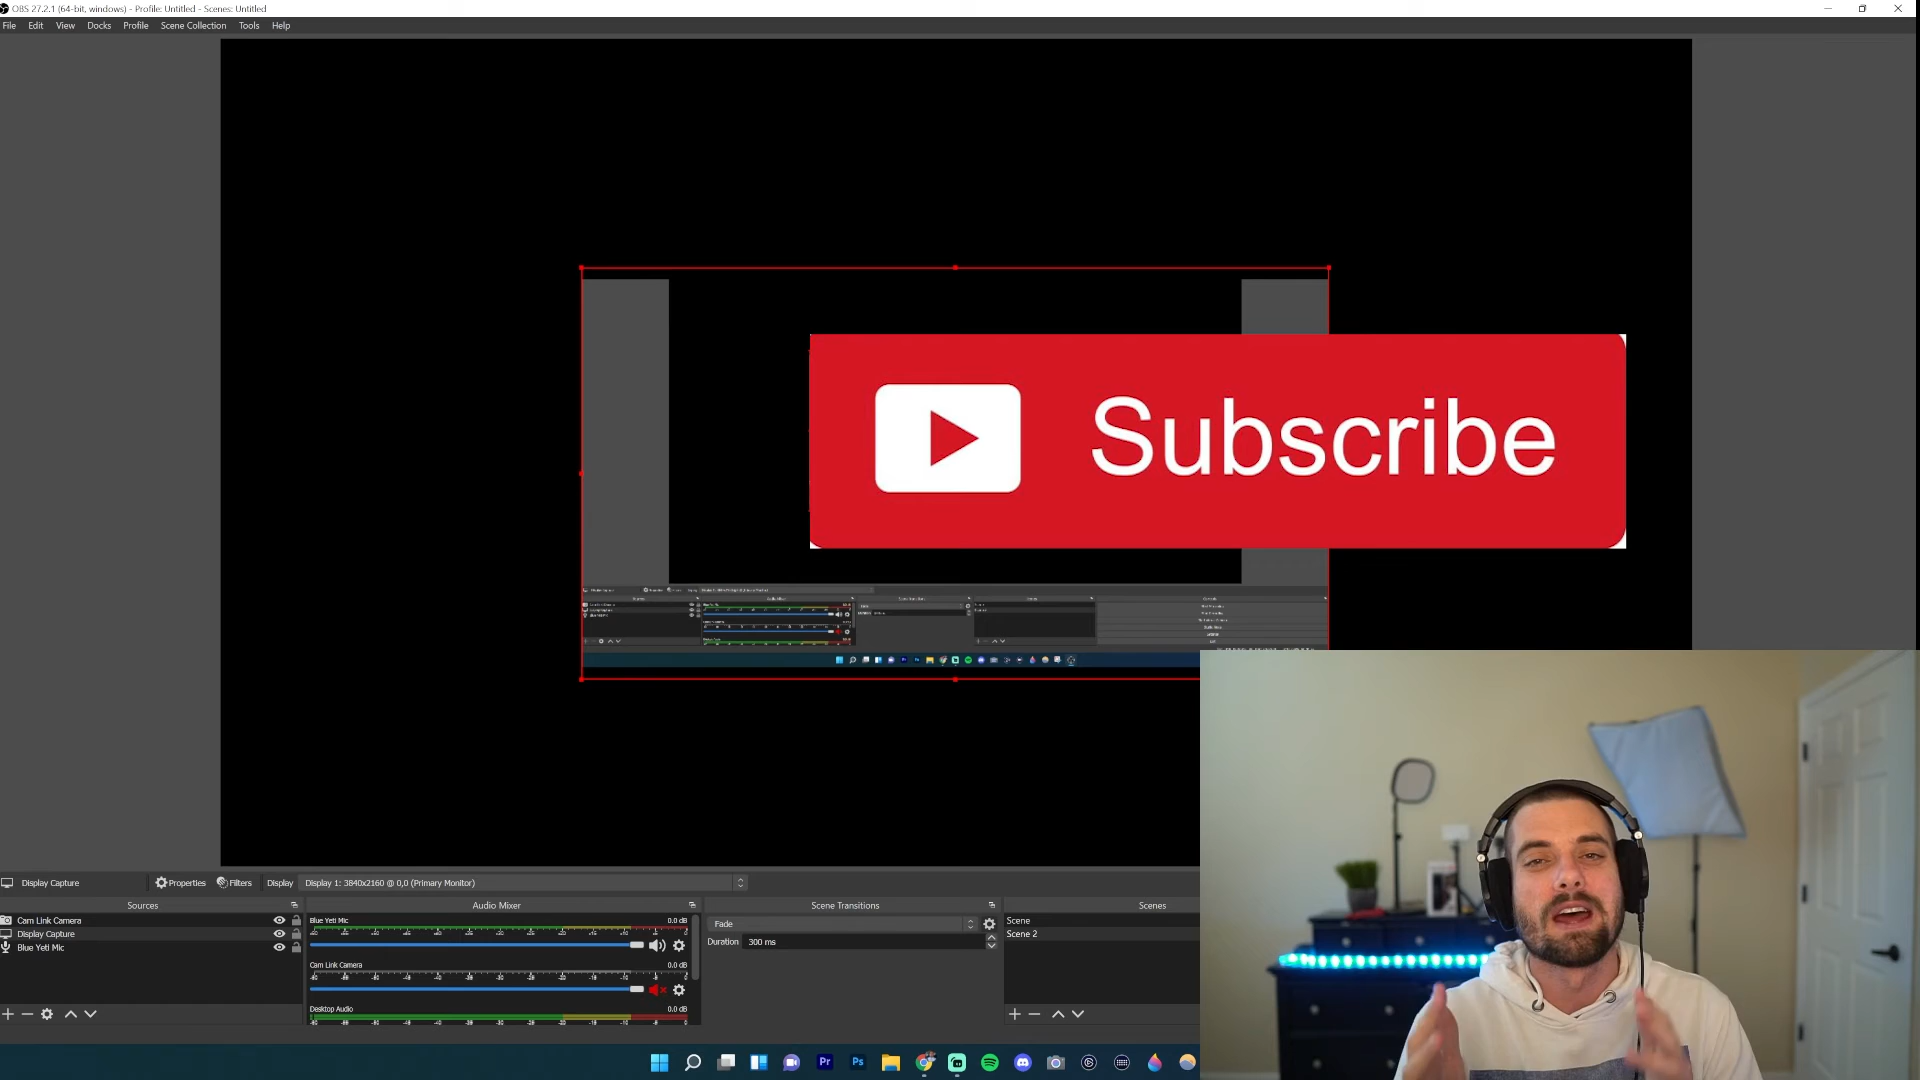 OBS 27.2.1 (64-bit, windows) - Profile: Untitled - Scenes: Untitled
File Edit View Docks Profile Scene Collection Tools Help
Subscribe
Display Capture Properties Filters Display Display 1: 3840x2160 @ 0,0 (Primary Monitor)
Sources Audio Mixer Scene Transitions Scenes
Cam Link Camera
Display Capture
Blue Yeti Mic
Blue Yeti Mic 0.0 dB
Cam Link Camera 0.0 dB
Desktop Audio 0.0 dB
Fade
Duration 300 ms
Scene
Scene 2
Pr Ps